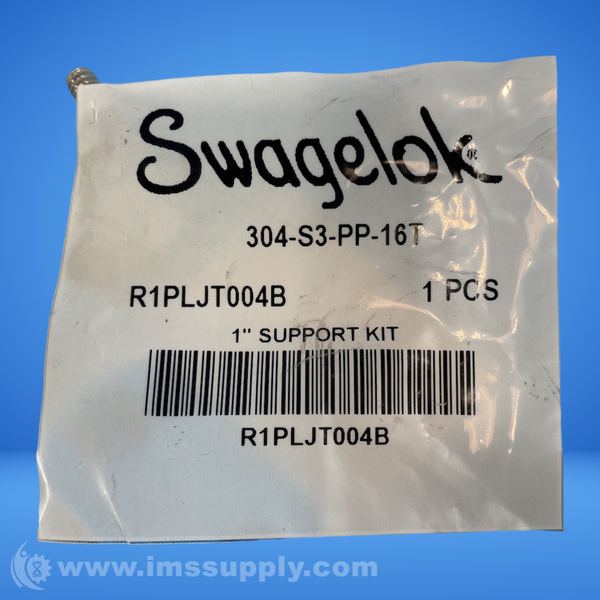 Swagelok®
304-S3-PP-16T
R1PLJT004B 1 PCS
1" SUPPORT KIT
R1PLJT004B
www.imssupply.com